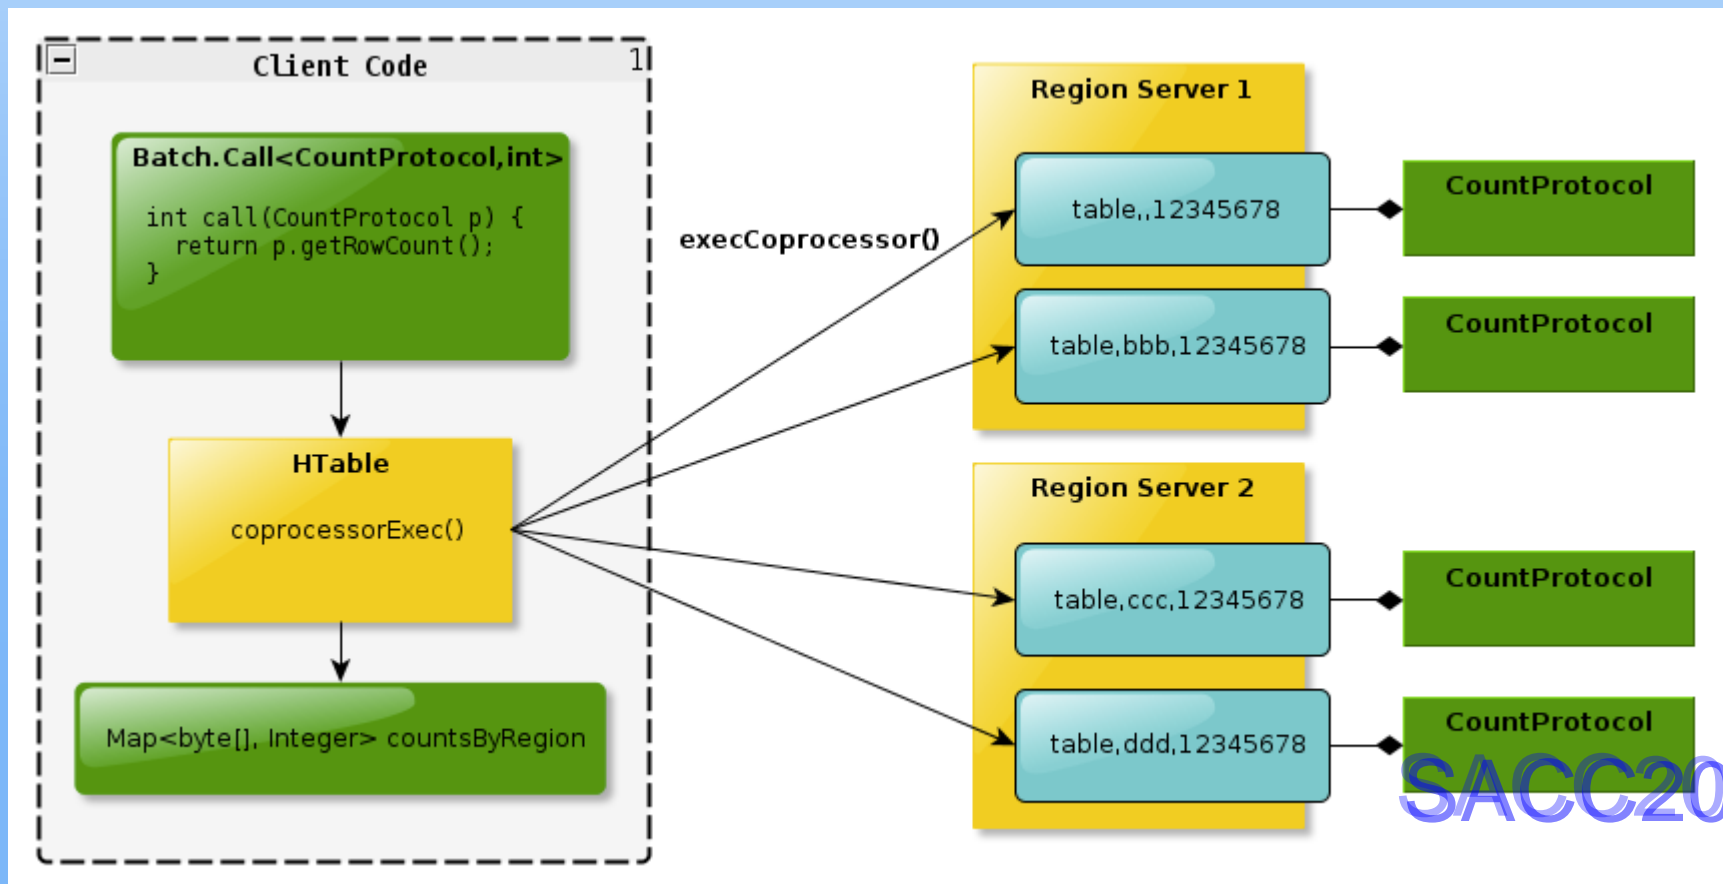 Client Code
1
Batch.Call<CountProtocol,int>
int call(CountProtocol p) {
return p.getRowCount();
}
HTable
coprocessorExec()
Map<byte[], Integer> countsByRegion
execCoprocessor()
Region Server 1
table,,12345678
CountProtocol
table,bbb,12345678
CountProtocol
Region Server 2
table,ccc,12345678
CountProtocol
table,ddd,12345678
CountProtocol
SACC20